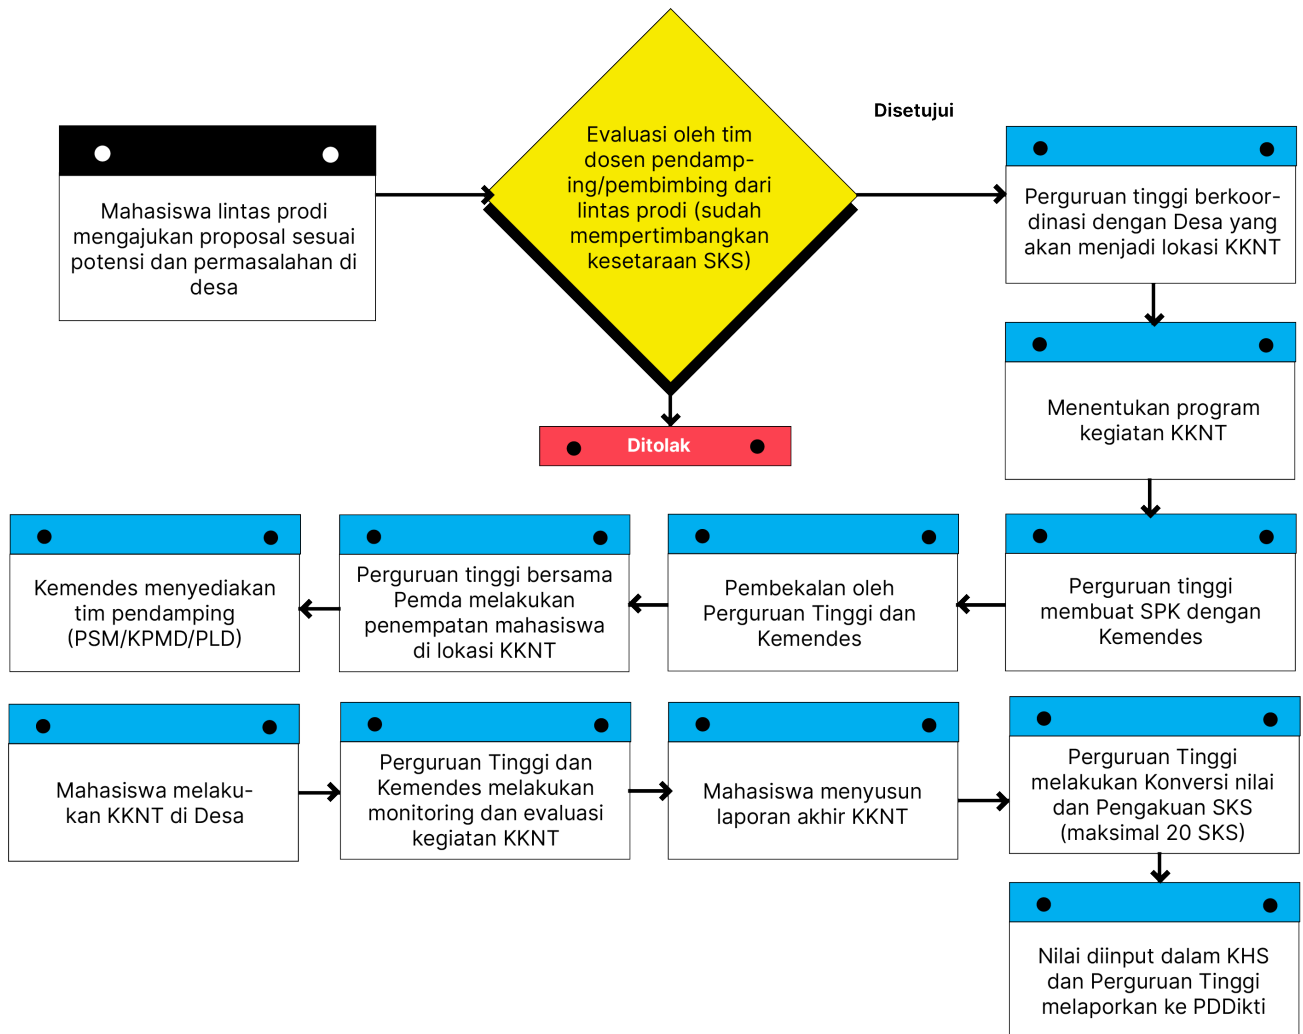 Mahasiswa lintas prodi
mengajukan proposal sesuai
potensi dan permasalahan di
desa
Evaluasi oleh tim
dosen pendamp-
ing/pembimbing dari
lintas prodi (sudah
mempertimbangkan
kesetaraan SKS)
Disetujui
Ditolak
Perguruan tinggi berkoor-
dinasi dengan Desa yang
akan menjadi lokasi KKNT
Menentukan program
kegiatan KKNT
Perguruan tinggi
membuat SPK dengan
Kemendes
Pembekalan oleh
Perguruan Tinggi dan
Kemendes
Perguruan tinggi bersama
Pemda melakukan
penempatan mahasiswa
di lokasi KKNT
Kemendes menyediakan
tim pendamping
(PSM/KPMD/PLD)
Mahasiswa melaku-
kan KKNT di Desa
Perguruan Tinggi dan
Kemendes melakukan
monitoring dan evaluasi
kegiatan KKNT
Mahasiswa menyusun
laporan akhir KKNT
Perguruan Tinggi
melakukan Konversi nilai
dan Pengakuan SKS
(maksimal 20 SKS)
Nilai diinput dalam KHS
dan Perguruan Tinggi
melaporkan ke PDDikti